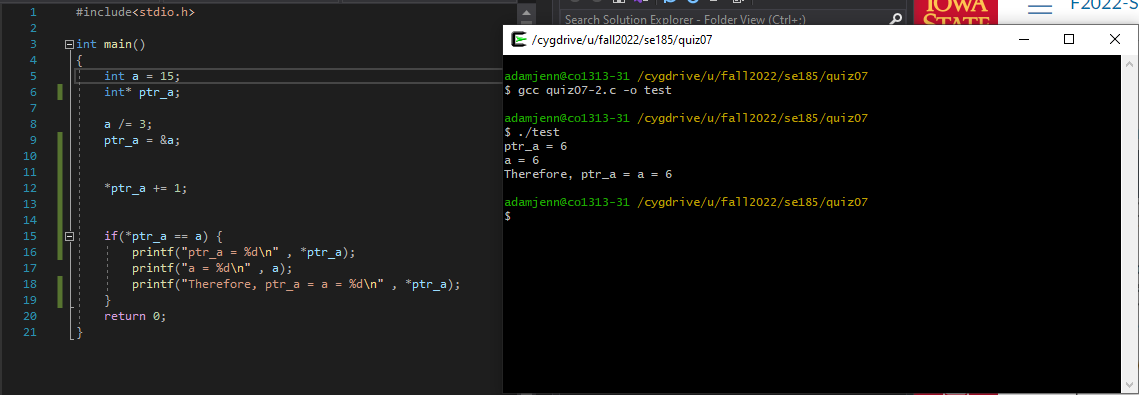 1 #include<stdio.h>
2
3 int main()
4 {
5 int a = 15;
6 int* ptr_a;
7
8 a /= 3;
9 ptr_a = &a;
10
11
12 *ptr_a += 1;
13
14
15 if(*ptr_a == a) {
16 printf("ptr_a = %d\n" , *ptr_a);
17 printf("a = %d\n" , a);
18 printf("Therefore, ptr_a = a = %d\n" , *ptr_a);
19 }
20 return 0;
21 }
Search Solution Explorer - Folder View (Ctrl+;)
IOWA
STATE
F2022-S
/cygdrive/u/fall2022/se185/quiz07
adamjenn@co1313-31 /cygdrive/u/fall2022/se185/quiz07
$ gcc quiz07-2.c -o test
adamjenn@co1313-31 /cygdrive/u/fall2022/se185/quiz07
$ ./test
ptr_a = 6
a = 6
Therefore, ptr_a = a = 6
adamjenn@co1313-31 /cygdrive/u/fall2022/se185/quiz07
$